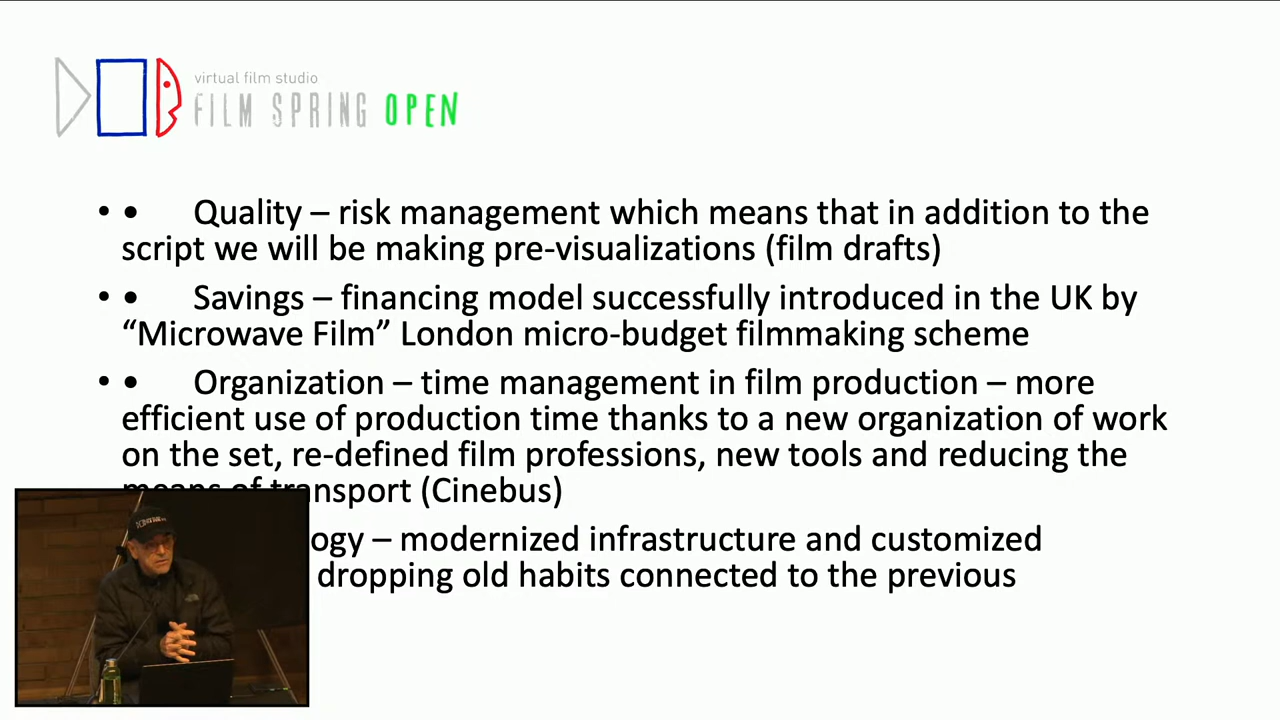 virtual film studio
FILM SPRING OPEN
• • Quality – risk management which means that in addition to the
script we will be making pre-visualizations (film drafts)
• • Savings – financing model successfully introduced in the UK by
“Microwave Film” London micro-budget filmmaking scheme
• • Organization – time management in film production – more
efficient use of production time thanks to a new organization of work
on the set, re-defined film professions, new tools and reducing the
means of transport (Cinebus)
ogy – modernized infrastructure and customized
dropping old habits connected to the previous